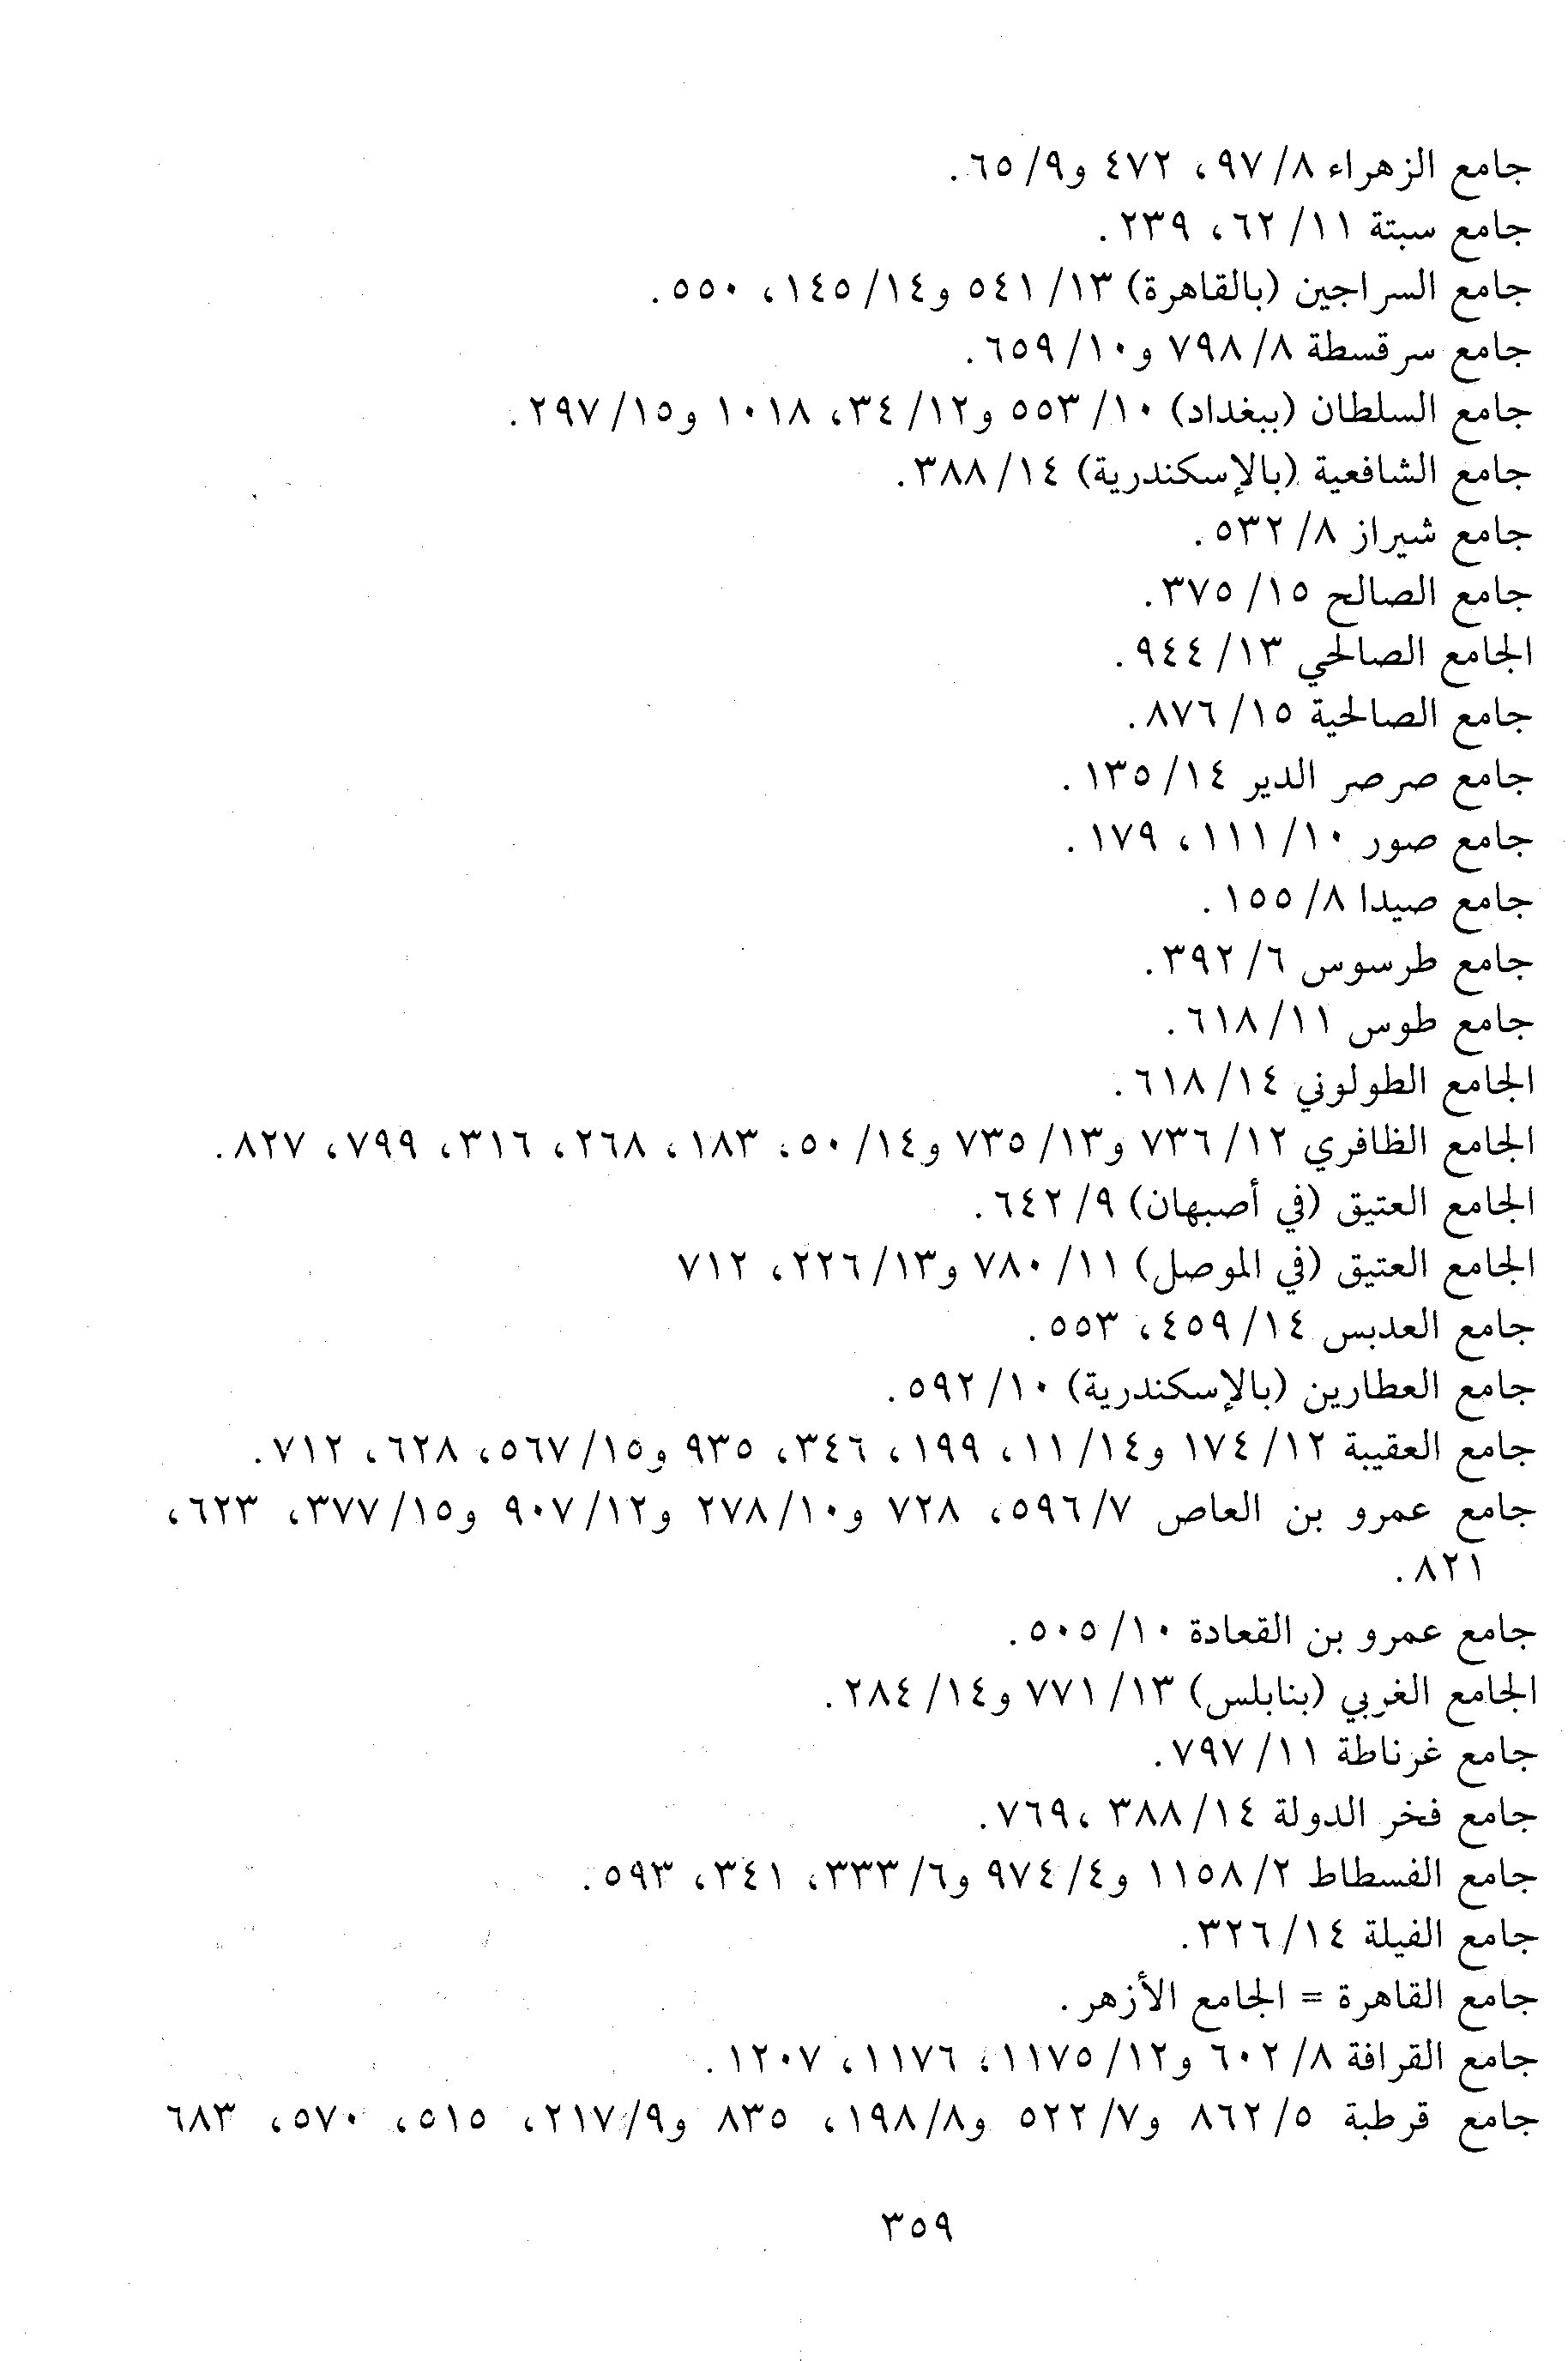 جامع الزهراء ٨/ ٩٧، ٤٧٢ و٩/ ٦٥.
جامع سبتة ١١/ ٦٢، ٢٣٩.
جامع السراجين (بالقاهرة) ١٣/ ٥٤١ و١٤/ ١٤٥، ٥٥٠.
جامع سرقسطة ٨/ ٧٩٨ و١٠/ ٦٥٩.
جامع السلطان (ببغداد) ١٠/ ٥٥٣ و١٢/ ٣٤، ١٠١٨ و١٥/ ٢٩٧.
جامع الشافعية (بالإسكندرية) ١٤/ ٣٨٨.
جامع شيراز ٨/ ٥٣٢.
جامع الصالح ١٥/ ٣٧٥.
الجامع الصالحي ١٣/ ٩٤٤.
جامع الصالحية ١٥/ ٨٧٦.
جامع صرصر الدير ١٤/ ١٣٥.
جامع صور ١٠/ ١١١، ١٧٩.
جامع صيدا ٨/ ١٥٥.
جامع طرسوس ٦/ ٣٩٢.
جامع طوس ١١/ ٦١٨.
الجامع الطولوني ١٤/ ٦١٨.
الجامع الظافري ١٢/ ٧٣٦ و١٣/ ٧٣٥ و١٤/ ٥٠، ١٨٣، ٢٦٨، ٣١٦، ٧٩٩، ٨٢٧.
الجامع العتيق (في أصبهان) ٩/ ٦٤٢.
الجامع العتيق (في الموصل) ١١/ ٧٨٠ و١٣/ ٢٢٦، ٧١٢
جامع العدبس ١٤/ ٤٥٩، ٥٥٣.
جامع العطارين (بالإسكندرية) ١٠/ ٥٩٢.
جامع العقيبة ١٢/ ١٧٤ و١٤/ ١١، ١٩٩، ٣٤٦، ٩٣٥ و١٥/ ٥٦٧، ٦٢٨، ٧١٢.
جامع عمرو بن العاص ٧/ ٥٩٦، ٧٢٨ و١٠/ ٢٧٨ و١٢/ ٩٠٧ و١٥/ ٣٧٧، ٦٢٣،
٨٢١.
جامع عمرو بن القعادة ١٠/ ٥٠٥.
الجامع الغربي (بنابلس) ١٣/ ٧٧١ و١٤/ ٢٨٤.
جامع غرناطة ١١/ ٧٩٧.
جامع فخر الدولة ١٤/ ٣٨٨ ،٧٦٩.
جامع الفسطاط ٢/ ١١٥٨ و٤/ ٩٧٤ و٦/ ٣٣٣، ٣٤١، ٥٩٣.
جامع الفيلة ١٤/ ٣٢٦.
جامع القاهرة = الجامع الأزهر.
جامع القرافة ٨/ ٦٠٢ و١٢/ ١١٧٥، ١١٧٦، ١٢٠٧.
جامع قرطبة ٥/ ٨٦٢ و٧/ ٥٢٢ و٨/ ١٩٨، ٨٣٥ و٩/ ٢١٧، ٥١٥، ٥٧٠، ٦٨٣
٣٥٩